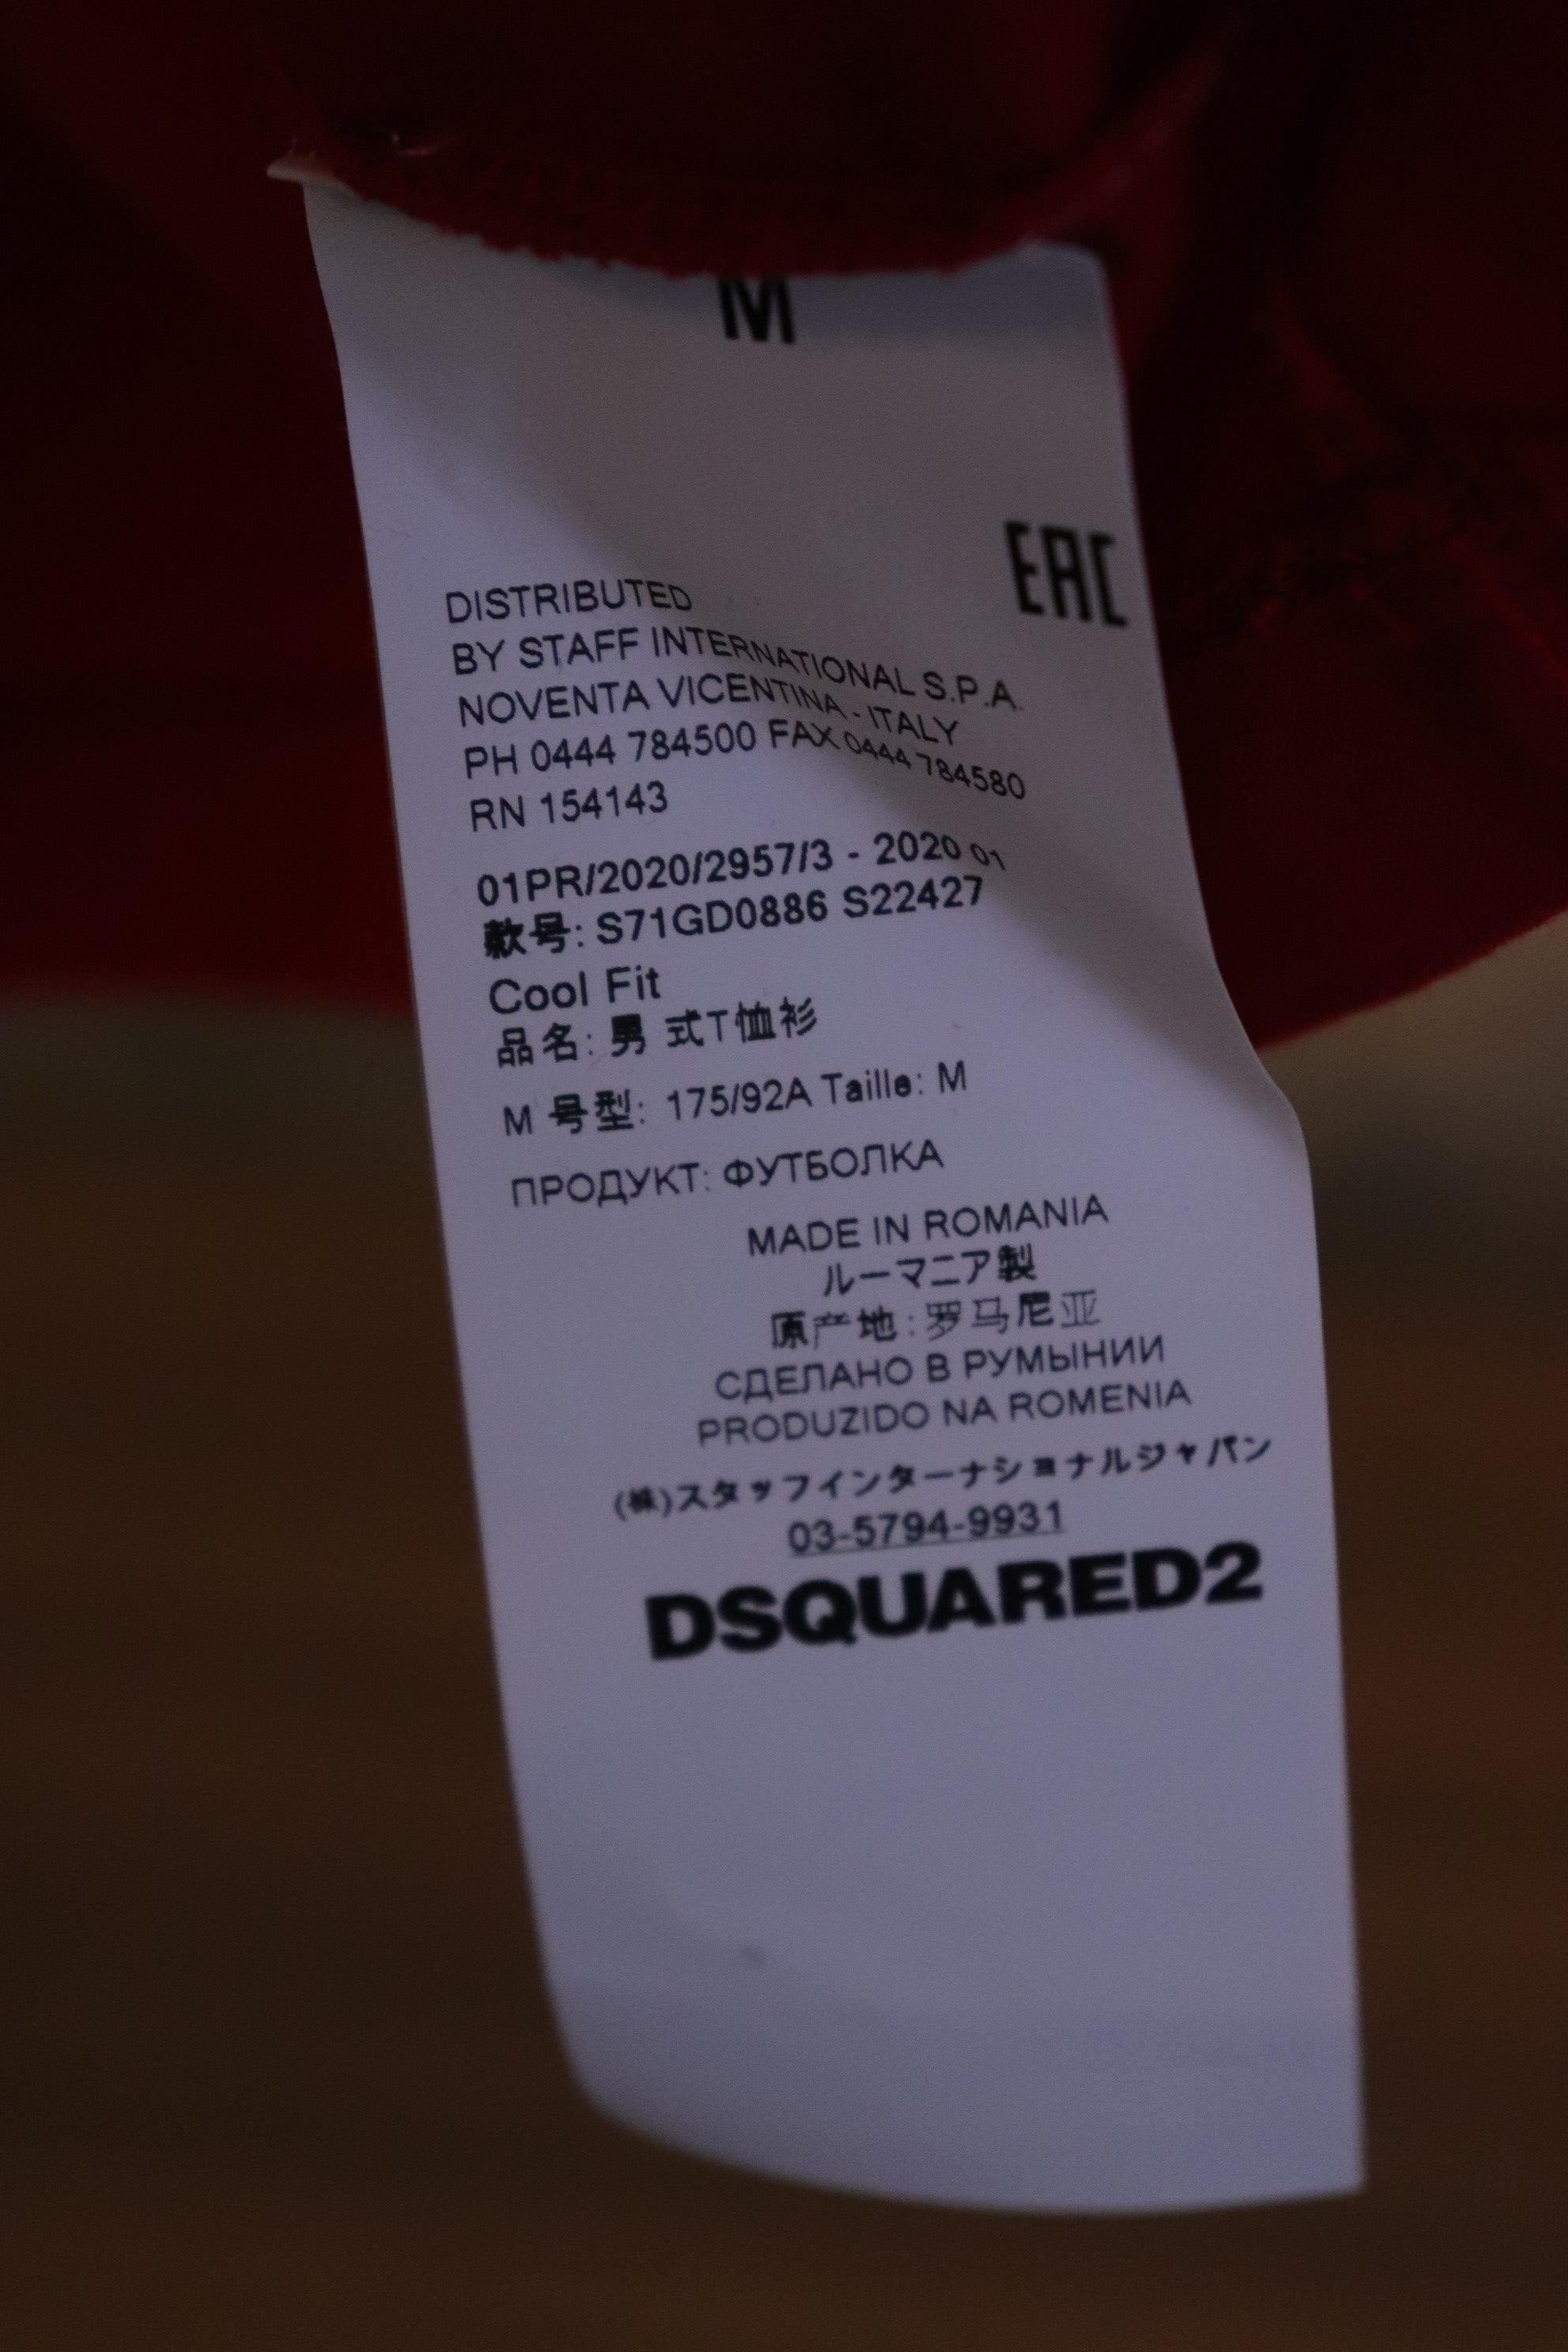 M
EAC
DISTRIBUTED
BY STAFF INTERNATIONAL S.P.A.
NOVENTA VICENTINA - ITALY
PH 0444 784500 FAX 0444 784580
RN 154143
01PR/2020/2957/3 - 2020 01
款号: S71GD0886 S22427
Cool Fit
品名: 男 式T恤衫
M 号型: 175/92A Taille: M
ПРОДУКТ: ФУТБОЛКА
MADE IN ROMANIA
ルーマニア製
原产地: 罗马尼亚
СДЕЛАНО В РУМЫНИИ
PRODUZIDO NA ROMENIA
(株)スタッフインターナショナルジャパン
03-5794-9931
DSQUARED2